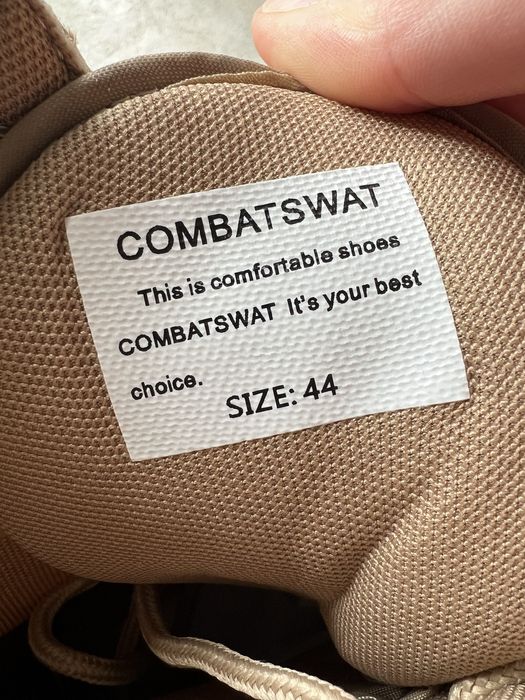 COMBATSWAT
This is comfortable shoes
COMBATSWAT It's your best
choice.
SIZE: 44